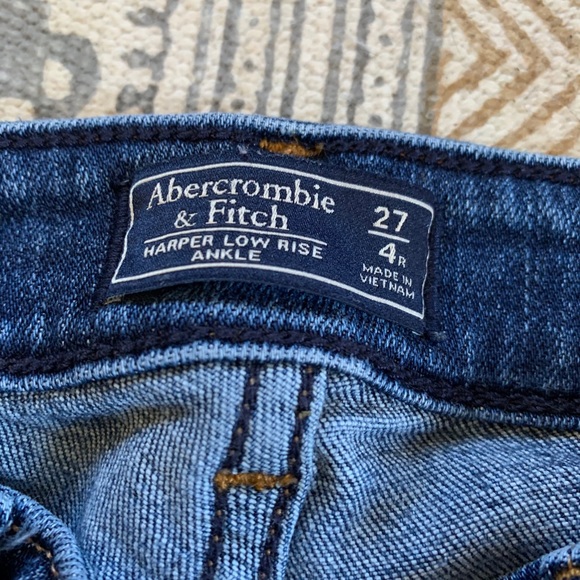 Abercrombie
& Fitch
HARPER LOW RISE
ANKLE
27
4R
MADE IN
VIETNAM